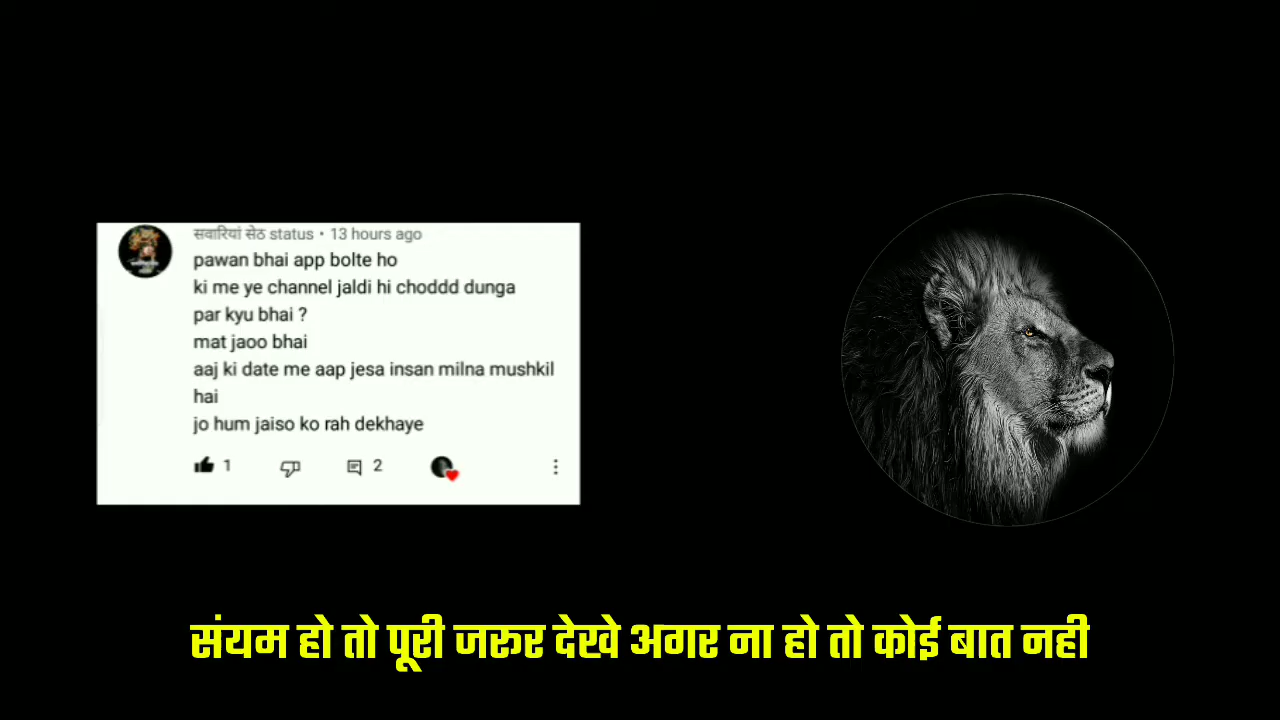 सवारियां सेठ status • 13 hours ago
pawan bhai app bolte ho
ki me ye channel jaldi hi choddd dunga
par kyu bhai ?
mat jaoo bhai
aaj ki date me aap jesa insan milna mushkil
hai
jo hum jaiso ko rah dekhaye
1 2
संयम हो तो पूरी जरूर देखे अगर ना हो तो कोई बात नही